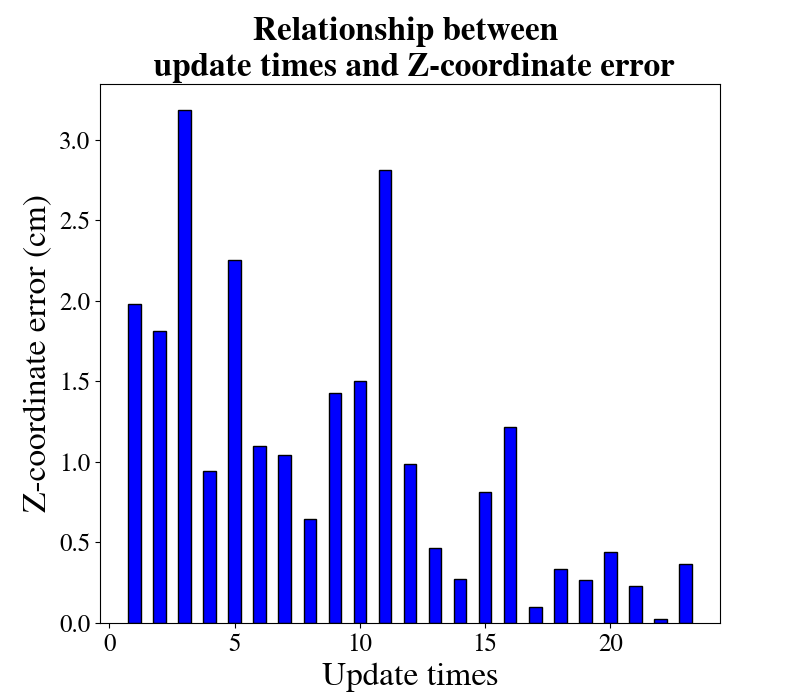 Relationship between
update times and Z-coordinate error
Z-coordinate error (cm)
3.0
2.5
2.0
1.5
1.0
0.5
0.0
0 5 10 15 20
Update times